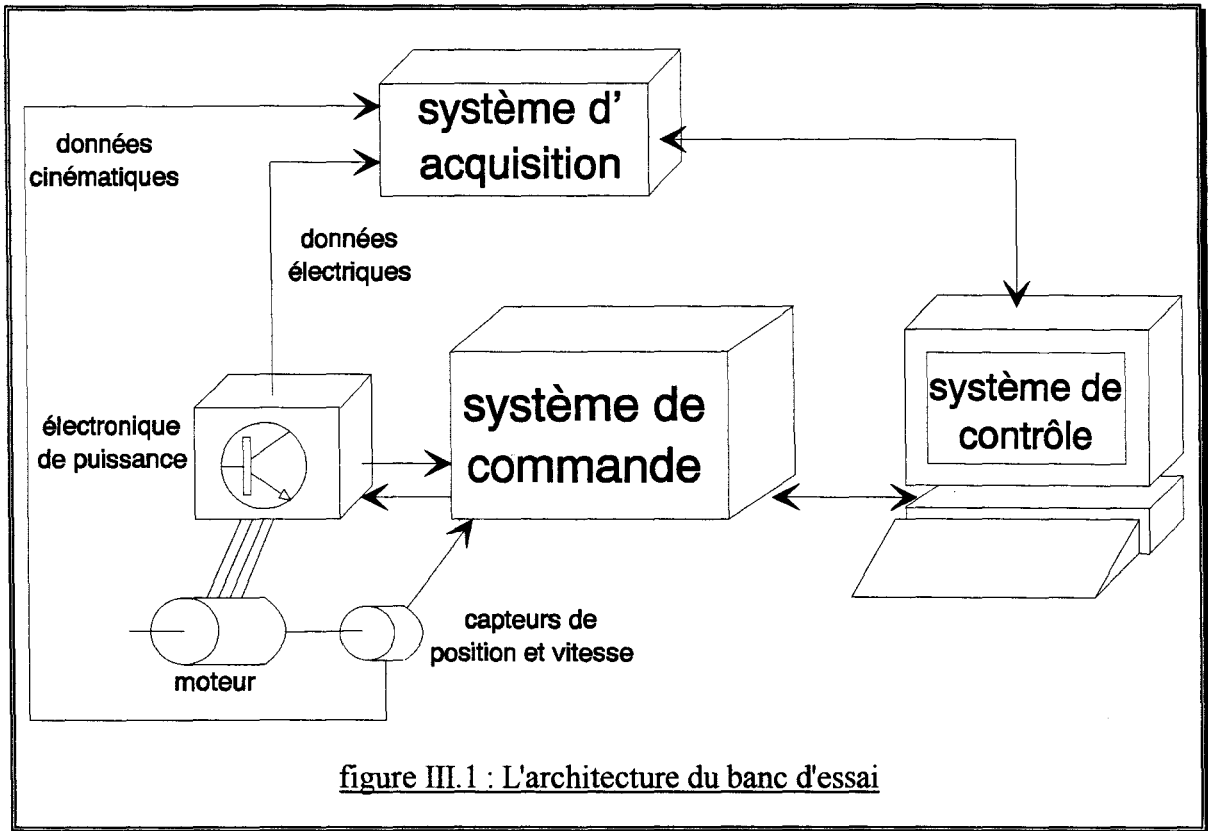 système d'
acquisition
données
cinématiques
données
électriques
électronique
de puissance
système de
commande
système de
contrôle
capteurs de
position et vitesse
moteur
figure III.1 : L'architecture du banc d'essai